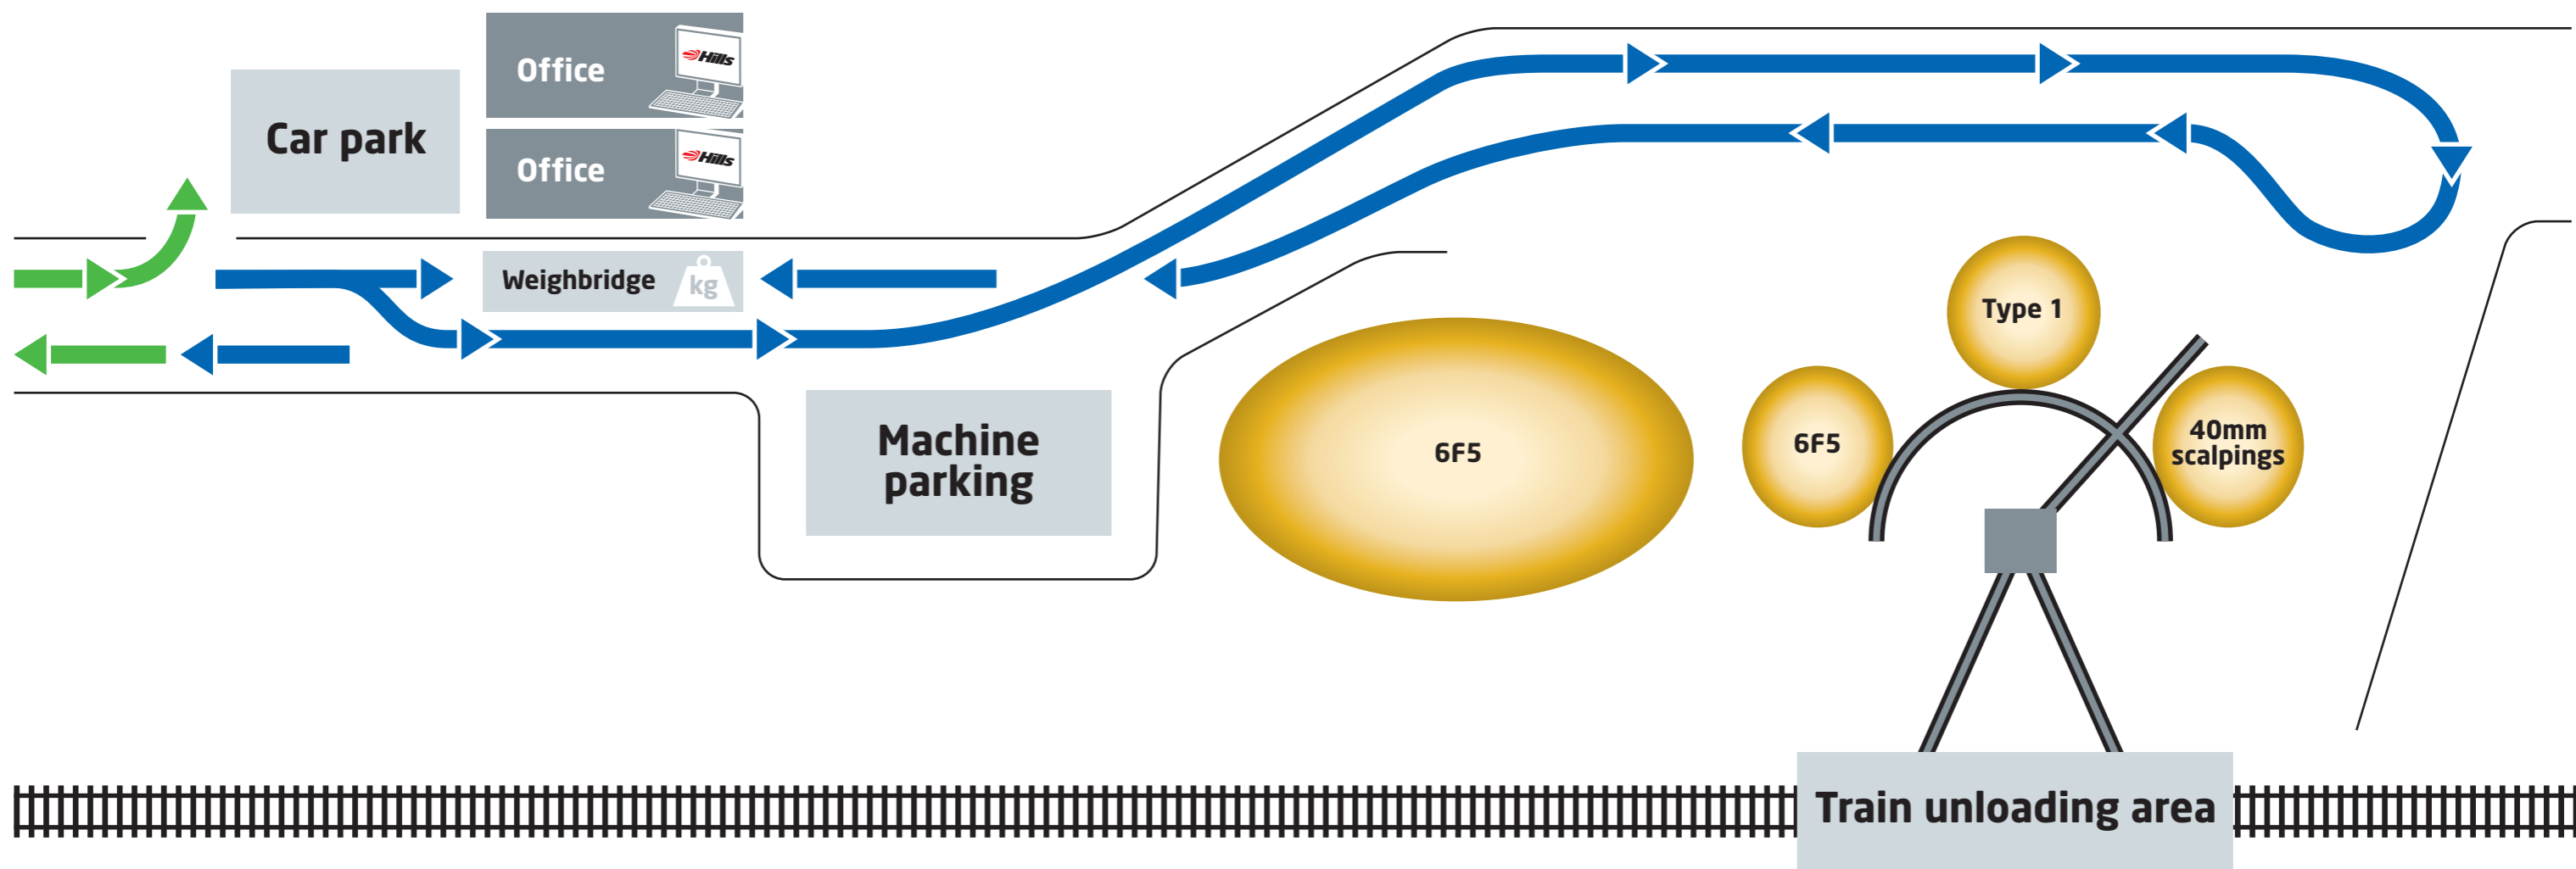 Office
Hills
Car park
Office
Hills
Weighbridge
kg
Type 1
Machine
parking
6F5
6F5
40mm
scalpings
Train unloading area